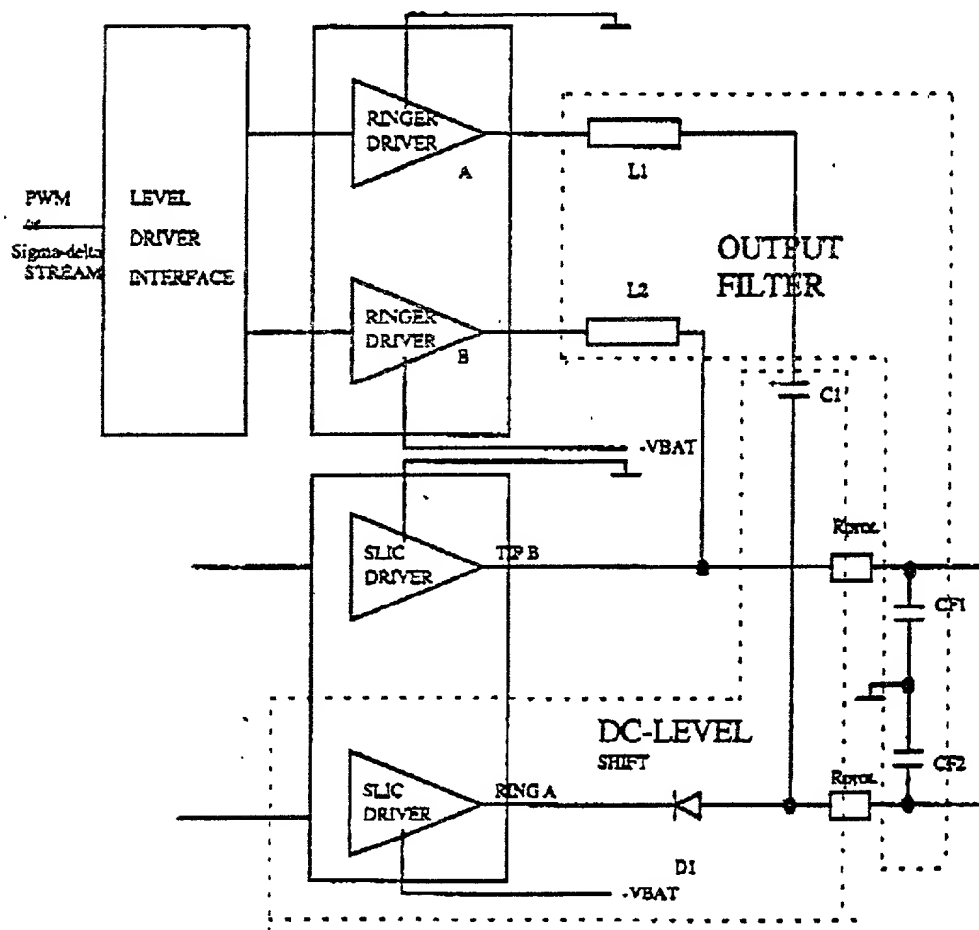 PWM
or
Sigma-delta
STREAM
LEVEL
DRIVER
INTERFACE
RINGER
DRIVER
A
RINGER
DRIVER
B
L1
L2
OUTPUT
FILTER
C1
-VBAT
SLIC
DRIVER
TIP B
Rprot.
CF1
DC-LEVEL
SHIFT
SLIC
DRIVER
RING A
D1
Rprot.
CF2
-VBAT